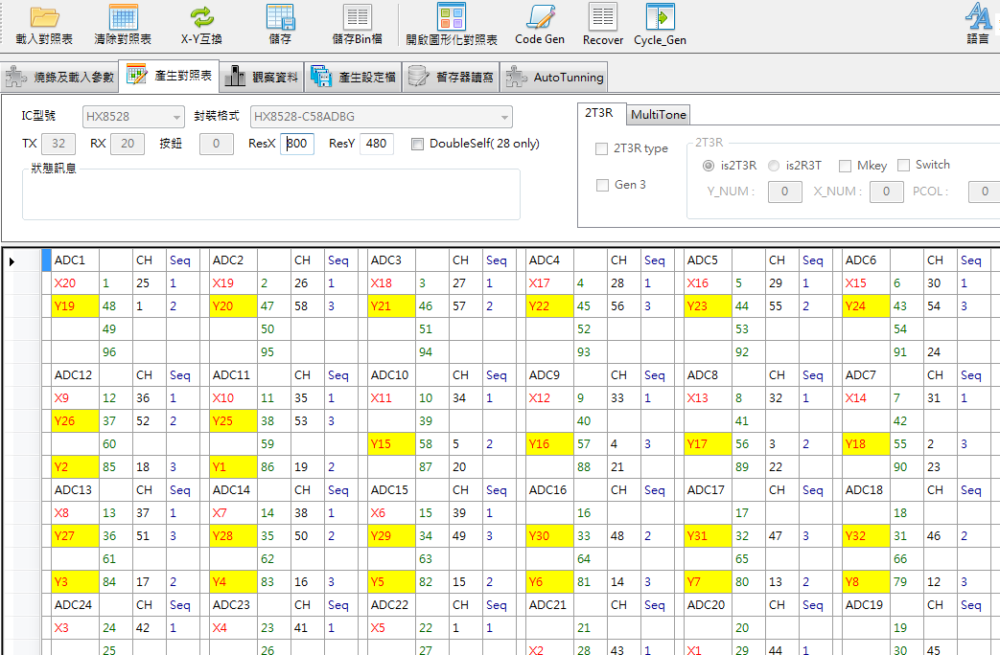 載入對照表 清除對照表 X-Y互換 儲存 儲存Bin檔 開啟圖形化對照表 Code Gen Recover Cycle_Gen 語言
燒錄及載入參數 產生對照表 觀察資料 產生設定檔 暫存器讀寫 AutoTunning
IC型號 HX8528 封裝格式 HX8528-C58ADBG 2T3R MultiTone
TX 32 RX 20 按鈕 0 ResX 800 ResY 480 DoubleSelf( 28 only) 2T3R type 2T3R
is2T3R is2R3T Mkey Switch
狀態訊息 Gen 3 Y_NUM : 0 X_NUM : 0 PCOL : 0
ADC1 CH Seq ADC2 CH Seq ADC3 CH Seq ADC4 CH Seq ADC5 CH Seq ADC6 CH Seq
X20 1 25 1 X19 2 26 1 X18 3 27 1 X17 4 28 1 X16 5 29 1 X15 6 30 1
Y19 48 1 2 Y20 47 58 3 Y21 46 57 2 Y22 45 56 3 Y23 44 55 2 Y24 43 54 3
49 50 51 52 53 54
96 95 94 93 92 91 24
ADC12 CH Seq ADC11 CH Seq ADC10 CH Seq ADC9 CH Seq ADC8 CH Seq ADC7 CH Seq
X9 12 36 1 X10 11 35 1 X11 10 34 1 X12 9 33 1 X13 8 32 1 X14 7 31 1
Y26 37 52 2 Y25 38 53 3 39 40 41 42
60 59 Y15 58 5 2 Y16 57 4 3 Y17 56 3 2 Y18 55 2 3
Y2 85 18 3 Y1 86 19 2 87 20 88 21 89 22 90 23
ADC13 CH Seq ADC14 CH Seq ADC15 CH Seq ADC16 CH Seq ADC17 CH Seq ADC18 CH Seq
X8 13 37 1 X7 14 38 1 X6 15 39 1 16 17 18
Y27 36 51 3 Y28 35 50 2 Y29 34 49 3 Y30 33 48 2 Y31 32 47 3 Y32 31 46 2
61 62 63 64 65 66
Y3 84 17 2 Y4 83 16 3 Y5 82 15 2 Y6 81 14 3 Y7 80 13 2 Y8 79 12 3
ADC24 CH Seq ADC23 CH Seq ADC22 CH Seq ADC21 CH Seq ADC20 CH Seq ADC19 CH Seq
X3 24 42 1 X4 23 41 1 X5 22 1 1 21 20 19
25 26 27 X2 28 43 1 X1 29 44 1 30 45